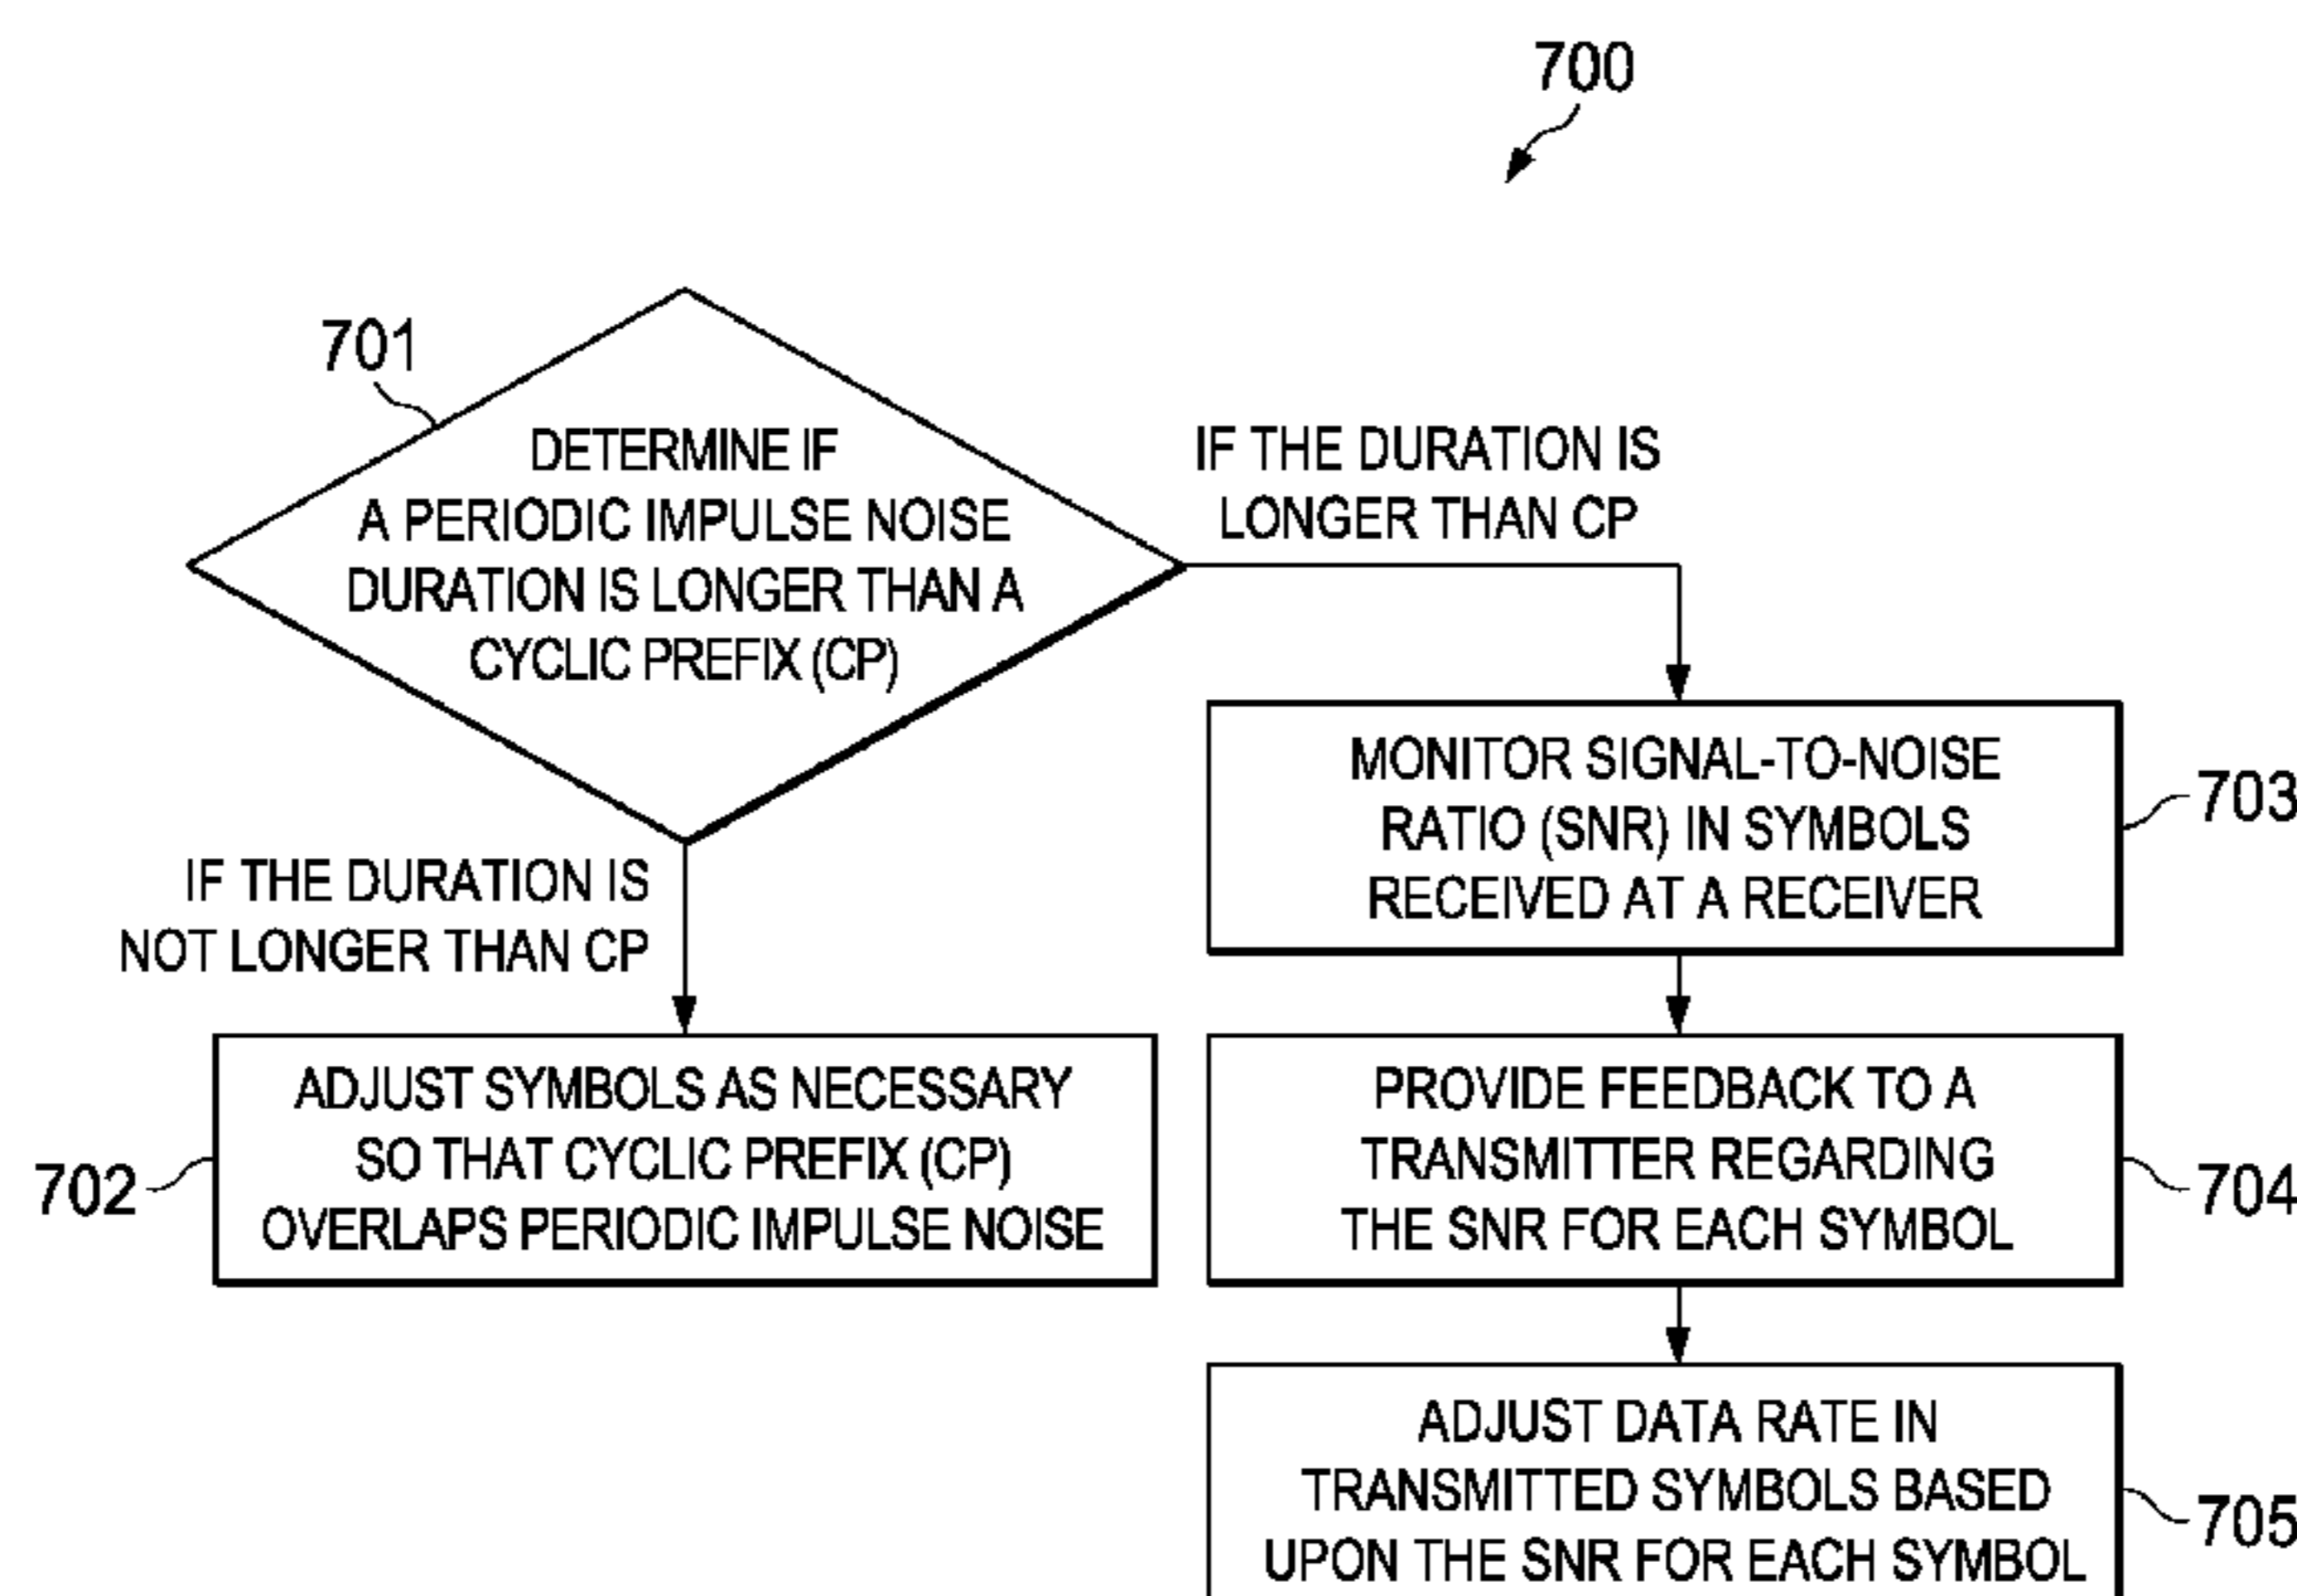 700
701
DETERMINE IF
A PERIODIC IMPULSE NOISE
DURATION IS LONGER THAN A
CYCLIC PREFIX (CP)
IF THE DURATION IS
LONGER THAN CP
IF THE DURATION IS
NOT LONGER THAN CP
702
ADJUST SYMBOLS AS NECESSARY
SO THAT CYCLIC PREFIX (CP)
OVERLAPS PERIODIC IMPULSE NOISE
MONITOR SIGNAL-TO-NOISE
RATIO (SNR) IN SYMBOLS
RECEIVED AT A RECEIVER
703
PROVIDE FEEDBACK TO A
TRANSMITTER REGARDING
THE SNR FOR EACH SYMBOL
704
ADJUST DATA RATE IN
TRANSMITTED SYMBOLS BASED
UPON THE SNR FOR EACH SYMBOL
705